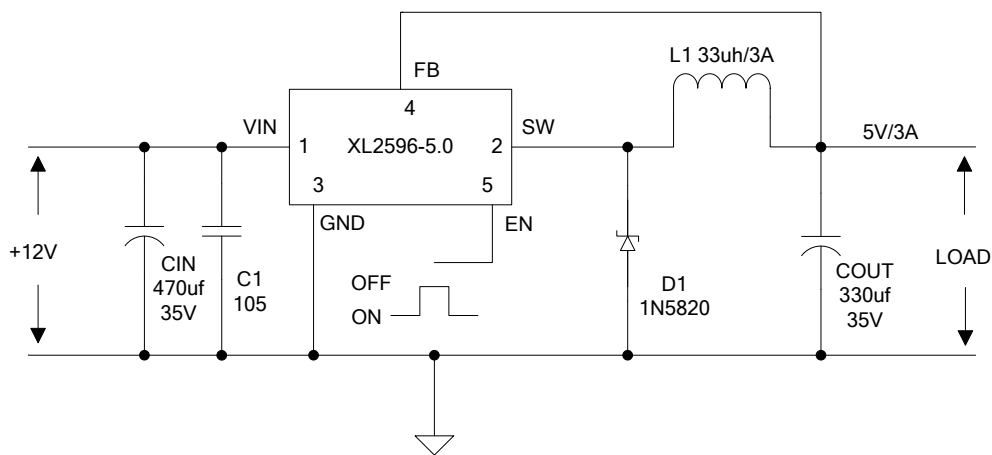 L1 33uh/3A
FB
4
VIN
SW
5V/3A
1
XL2596-5.0
2
3
5
GND
EN
+12V
CIN
470uf
35V
C1
105
OFF
ON
D1
1N5820
COUT
330uf
35V
LOAD